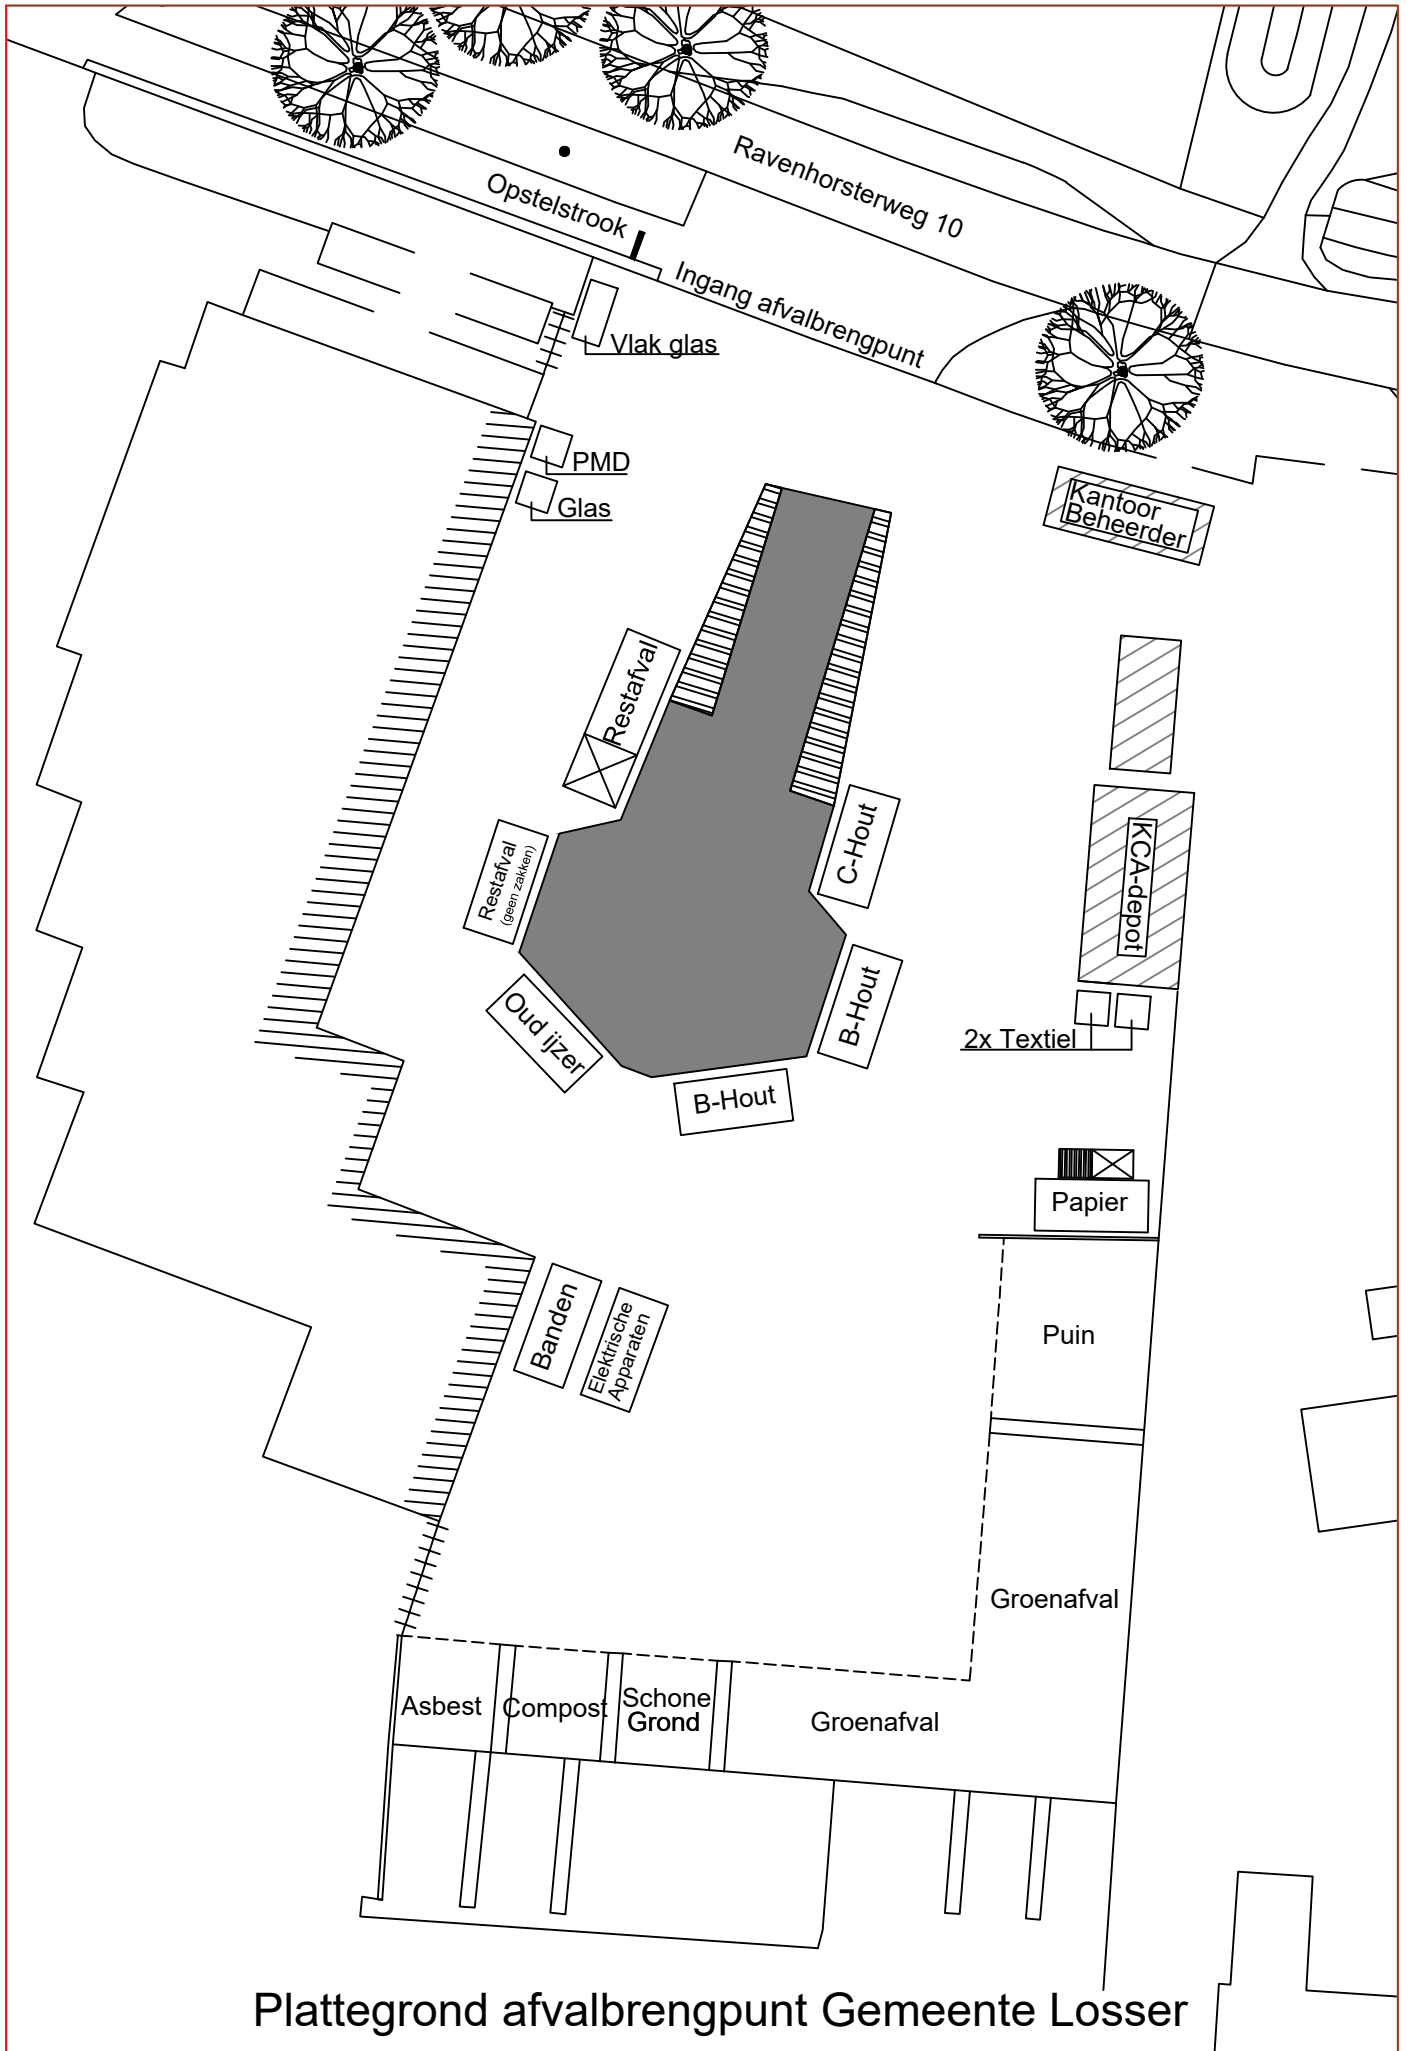 Ravenhorsterweg 10
Opstelstrook
Ingang afvalbrengpunt
Vlak glas
PMD
Glas
Kantoor
Beheerder
Restafval
C-Hout
KCA-depot
Restafval
(geen zakken)
B-Hout
Oud ijzer
2x Textiel
B-Hout
Papier
Banden
Elektrische
Apparaten
Puin
Groenafval
Asbest
Compost
Schone
Grond
Groenafval
Plattegrond afvalbrengpunt Gemeente Losser